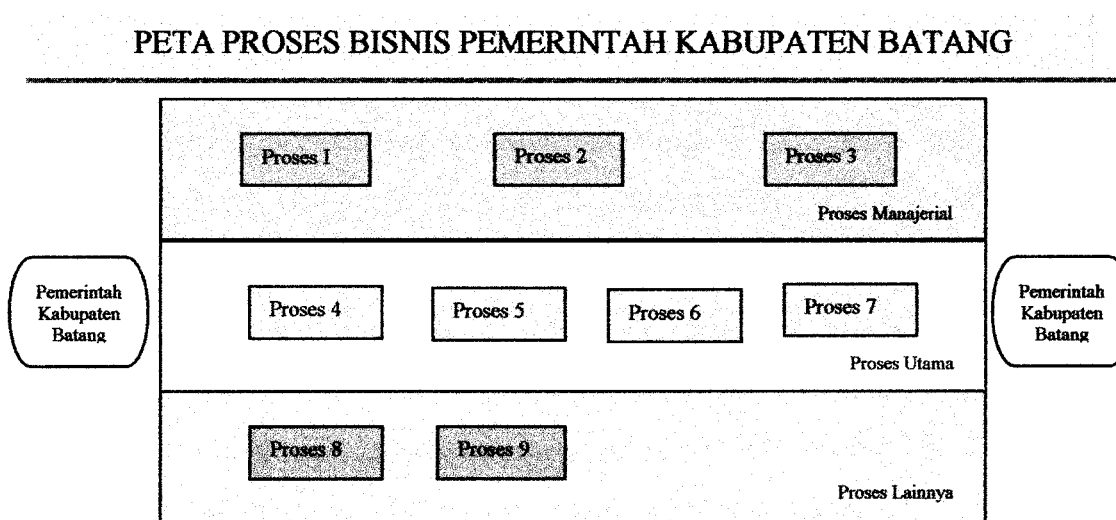 PETA PROSES BISNIS PEMERINTAH KABUPATEN BATANG
Proses 1
Proses 2
Proses 3
Proses Manajerial
Pemerintah
Kabupaten
Batang
Proses 4
Proses 5
Proses 6
Proses 7
Proses Utama
Pemerintah
Kabupaten
Batang
Proses 8
Proses 9
Proses Lainnya